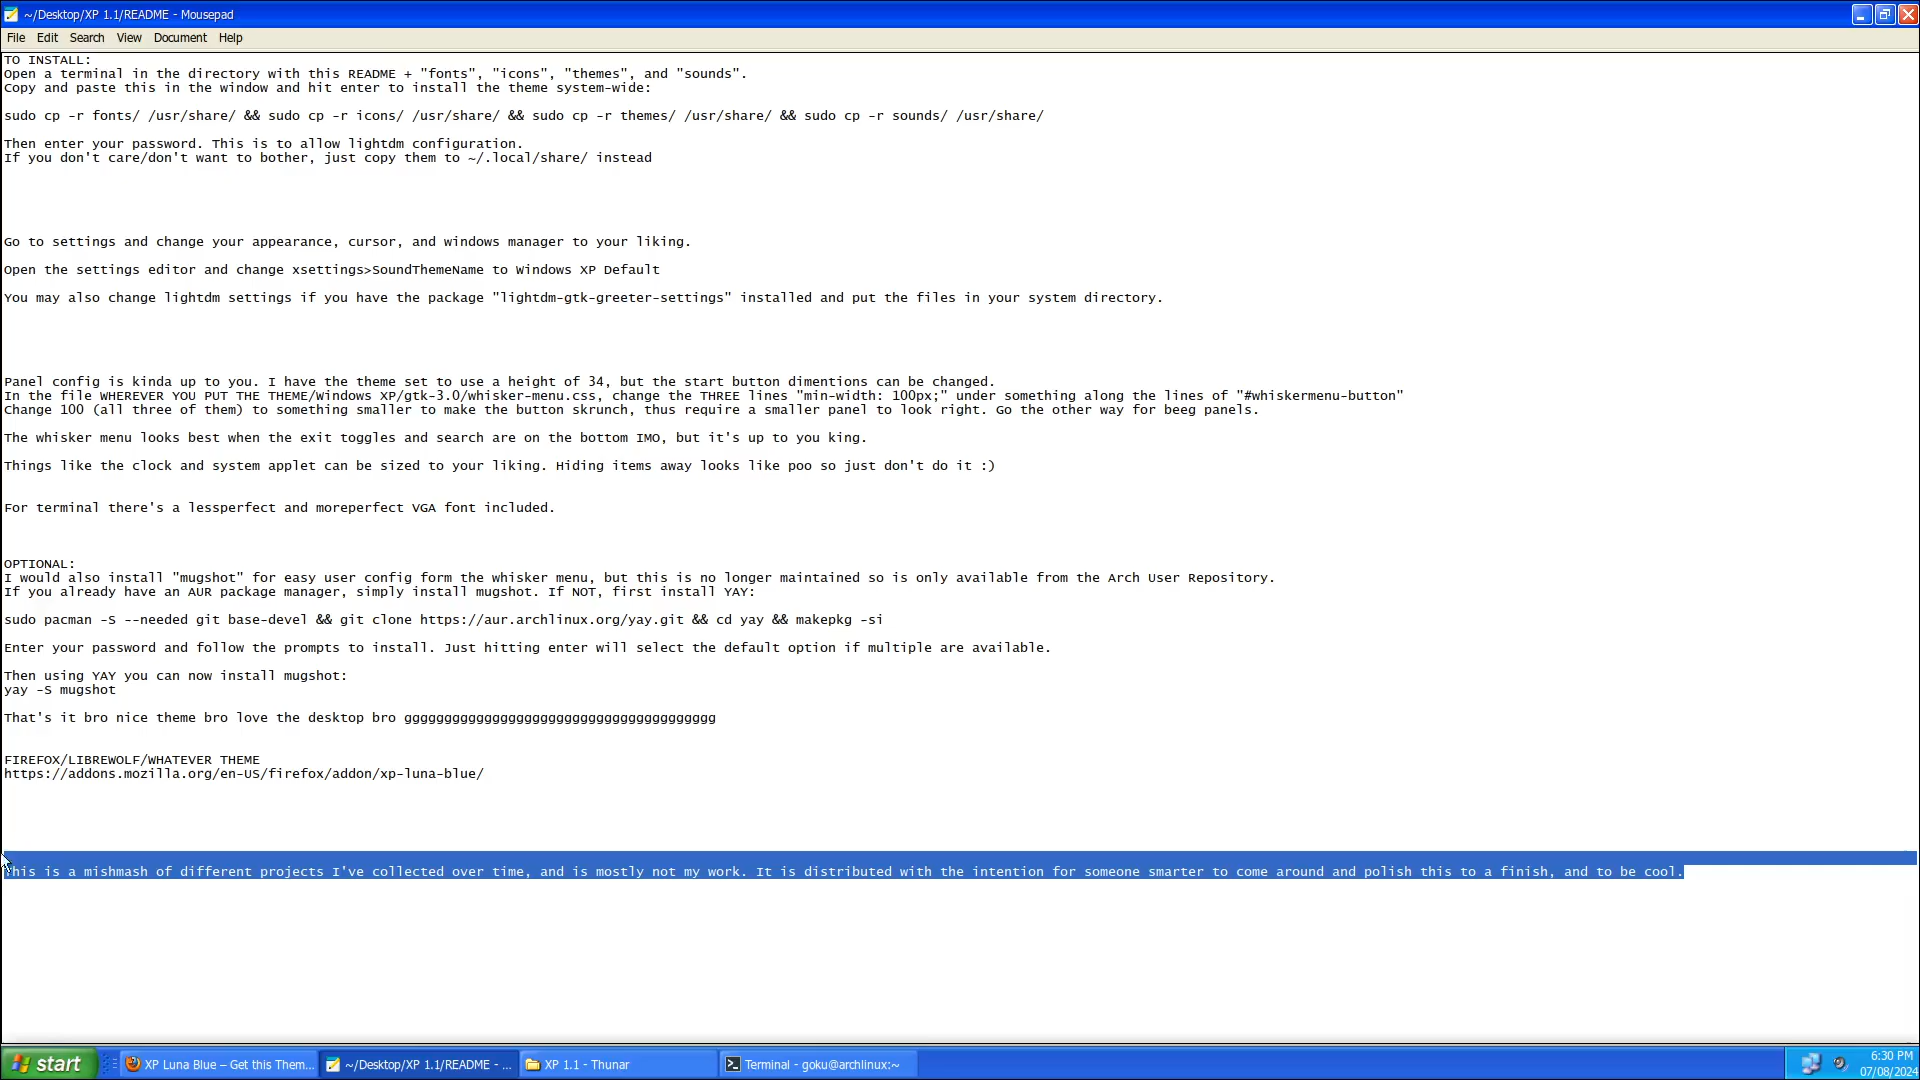 ~/Desktop/XP 1.1/README - Mousepad
File Edit Search View Document Help
TO INSTALL:
Open a terminal in the directory with this README + "fonts", "icons", "themes", and "sounds".
Copy and paste this in the window and hit enter to install the theme system-wide:
sudo cp -r fonts/ /usr/share/ && sudo cp -r icons/ /usr/share/ && sudo cp -r themes/ /usr/share/ && sudo cp -r sounds/ /usr/share/
Then enter your password. This is to allow lightdm configuration.
If you don't care/don't want to bother, just copy them to ~/.local/share/ instead
Go to settings and change your appearance, cursor, and windows manager to your liking.
Open the settings editor and change xsettings>SoundThemeName to Windows XP Default
You may also change lightdm settings if you have the package "lightdm-gtk-greeter-settings" installed and put the files in your system directory.
Panel config is kinda up to you. I have the theme set to use a height of 34, but the start button dimentions can be changed.
In the file WHEREVER YOU PUT THE THEME/Windows XP/gtk-3.0/whisker-menu.css, change the THREE lines "min-width: 100px;" under something along the lines of "#whiskermenu-button"
Change 100 (all three of them) to something smaller to make the button skrunch, thus require a smaller panel to look right. Go the other way for beeg panels.
The whisker menu looks best when the exit toggles and search are on the bottom IMO, but it's up to you king.
Things like the clock and system applet can be sized to your liking. Hiding items away looks like poo so just don't do it :)
For terminal there's a lessperfect and moreperfect VGA font included.
OPTIONAL:
I would also install "mugshot" for easy user config form the whisker menu, but this is no longer maintained so is only available from the Arch User Repository.
If you already have an AUR package manager, simply install mugshot. If NOT, first install YAY:
sudo pacman -S --needed git base-devel && git clone https://aur.archlinux.org/yay.git && cd yay && makepkg -si
Enter your password and follow the prompts to install. Just hitting enter will select the default option if multiple are available.
Then using YAY you can now install mugshot:
yay -S mugshot
That's it bro nice theme bro love the desktop bro ggggggggggggggggggggggggggggggggggggggg
FIREFOX/LIBREWOLF/WHATEVER THEME
https://addons.mozilla.org/en-US/firefox/addon/xp-luna-blue/
This is a mishmash of different projects I've collected over time, and is mostly not my work. It is distributed with the intention for someone smarter to come around and polish this to a finish, and to be cool.
start
XP Luna Blue – Get this Them...
~/Desktop/XP 1.1/README - ...
XP 1.1 - Thunar
Terminal - goku@archlinux:~
6:30 PM
07/08/2024